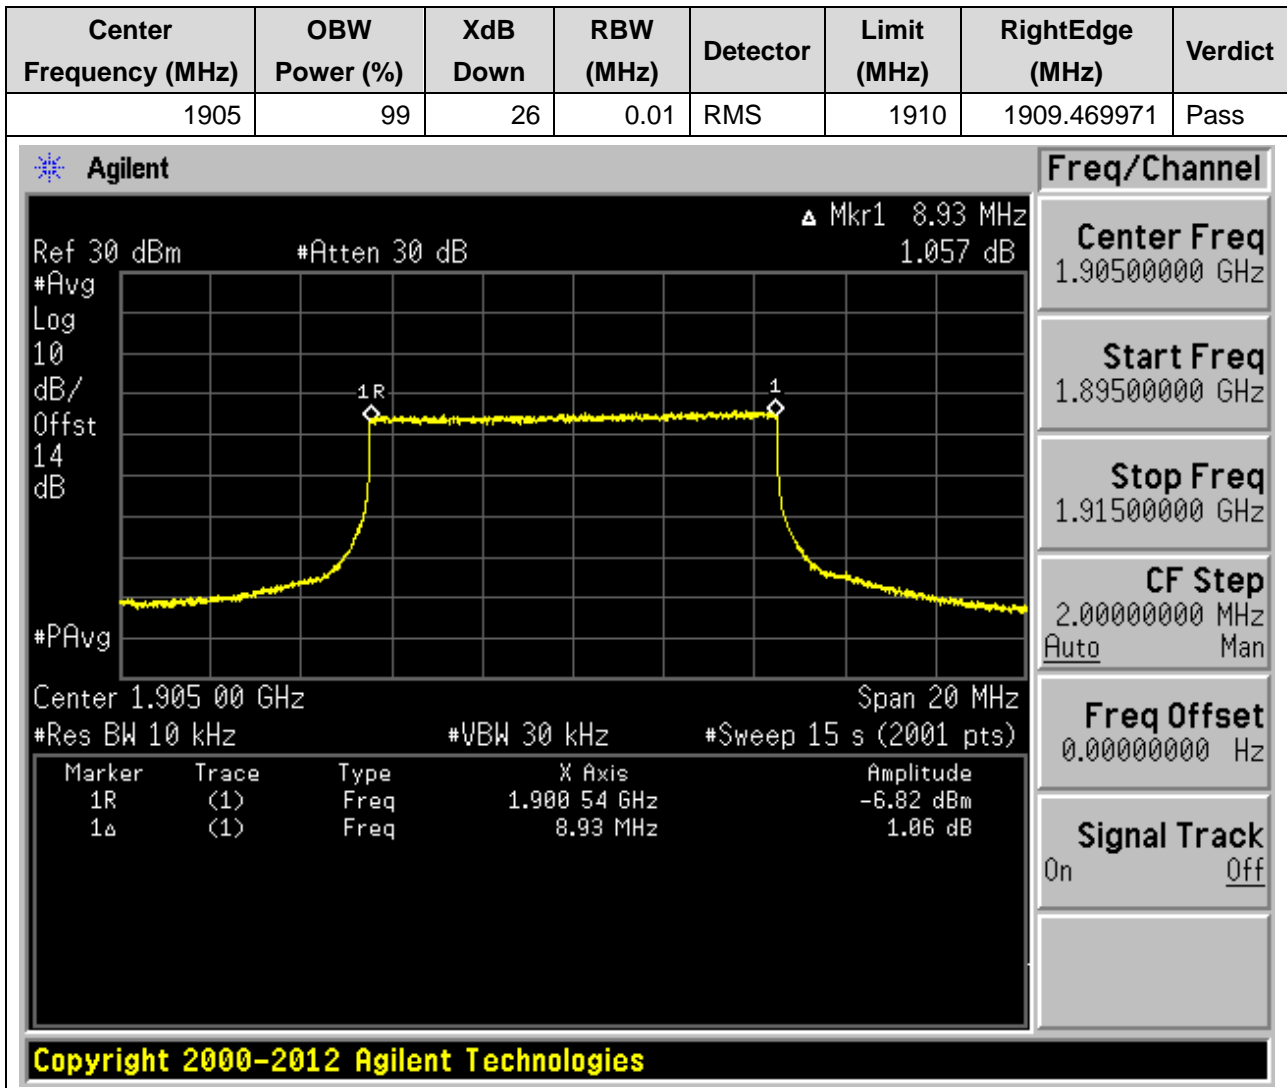 Center Frequency (MHz) OBW Power (%) XdB Down RBW (MHz) Detector Limit (MHz) RightEdge (MHz) Verdict
1905 99 26 0.01 RMS 1910 1909.469971 Pass
Agilent
Freq/Channel
Δ Mkr1 8.93 MHz
Ref 30 dBm #Atten 30 dB 1.057 dB
#Avg
Log
10
dB/
Offst
14
dB
1R 1
#PAvg
Center 1.905 00 GHz Span 20 MHz
#Res BW 10 kHz #VBW 30 kHz #Sweep 15 s (2001 pts)
Marker Trace Type X Axis Amplitude
1R (1) Freq 1.900 54 GHz -6.82 dBm
1Δ (1) Freq 8.93 MHz 1.06 dB
Center Freq
1.90500000 GHz
Start Freq
1.89500000 GHz
Stop Freq
1.91500000 GHz
CF Step
2.00000000 MHz
Auto Man
Freq Offset
0.00000000 Hz
Signal Track
On Off
Copyright 2000-2012 Agilent Technologies